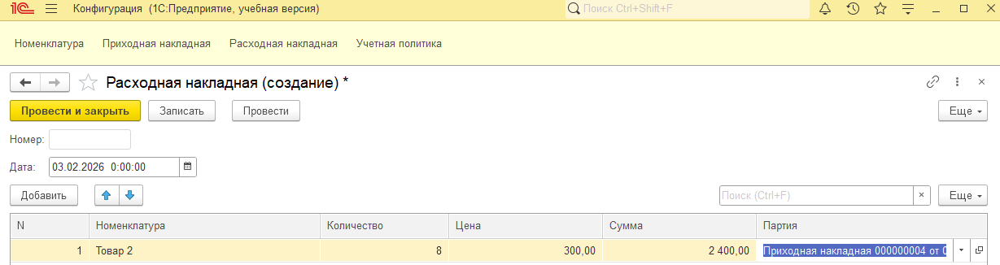 1С Конфигурация (1С:Предприятие, учебная версия) Поиск Ctrl+Shift+F
Номенклатура Приходная накладная Расходная накладная Учетная политика
Расходная накладная (создание) *
Провести и закрыть Записать Провести Еще
Номер:
Дата: 03.02.2026 0:00:00
Добавить Поиск (Ctrl+F) × Еще
N Номенклатура Количество Цена Сумма Партия
1 Товар 2 8 300,00 2 400,00 Приходная накладная 000000004 от 0